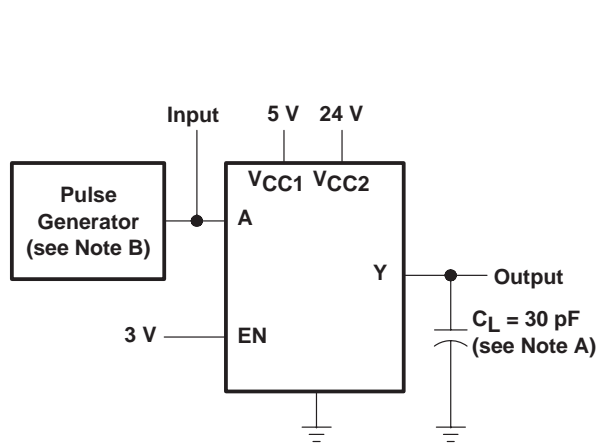 Input
5 V 24 V
VCC1 VCC2
Pulse
Generator
(see Note B)
A
Y
Output
CL = 30 pF
(see Note A)
3 V
EN